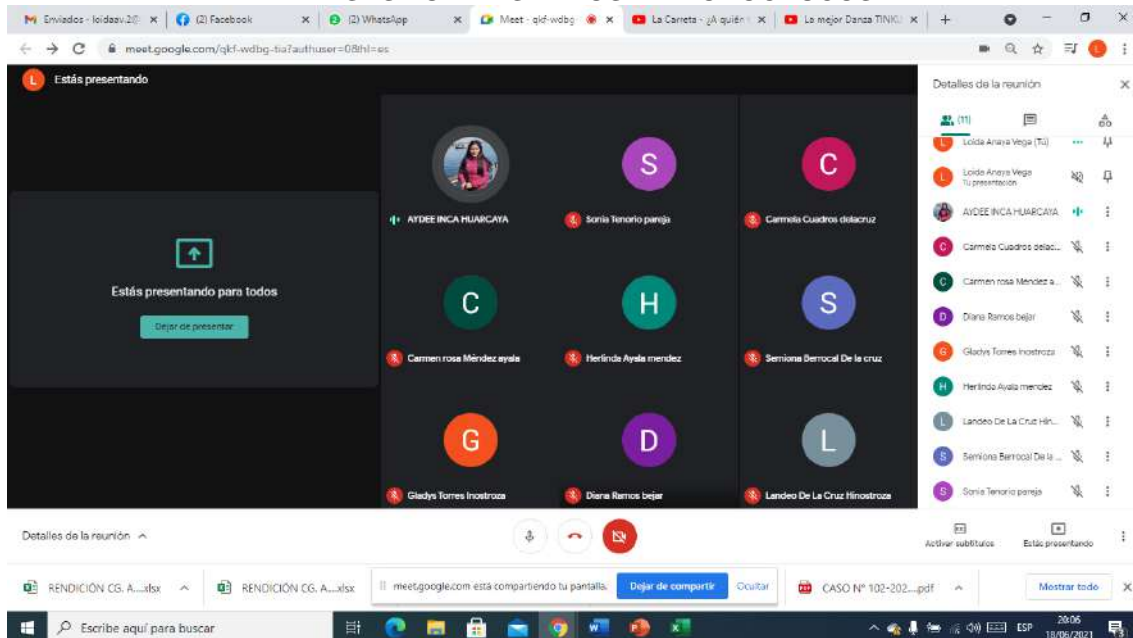 Enviados - loidaav.20
(2) Facebook
(2) WhatsApp
Meet - qkf-wdbg-
La Carreta - ¿A quién
La mejor Danza TINKU
meet.google.com/qkf-wdbg-tia?authuser=0&hl=es
L
Estás presentando
Estás presentando para todos
Dejar de presentar
AYDEE INCA HUARCAYA
S
Sonia Tenorio pareja
C
Carmela Cuadros delacruz
C
Carmen rosa Méndez ayala
H
Herlinda Ayala mendez
S
Semiona Berrocal De la cruz
G
Gladys Torres Inostroza
D
Diana Ramos bejar
L
Landeo De La Cruz Hinostroza
Detalles de la reunión
(11)
L Loida Anaya Vega (Tú)
L Loida Anaya Vega
Tu presentación
AYDEE INCA HUARCAYA
C Carmela Cuadros delac...
C Carmen rosa Méndez a...
D Diana Ramos bejar
G Gladys Torres Inostroza
H Herlinda Ayala mendez
L Landeo De La Cruz Hin...
S Semiona Berrocal De la ...
S Sonia Tenorio pareja
Detalles de la reunión
Activar subtítulos
Estás presentando
RENDICIÓN CG. A....xlsx
RENDICIÓN CG. A....xlsx
meet.google.com está compartiendo tu pantalla.
Dejar de compartir
Ocultar
CASO N° 102-202....pdf
Mostrar todo
Escribe aquí para buscar
ESP
20:06
18/06/2021